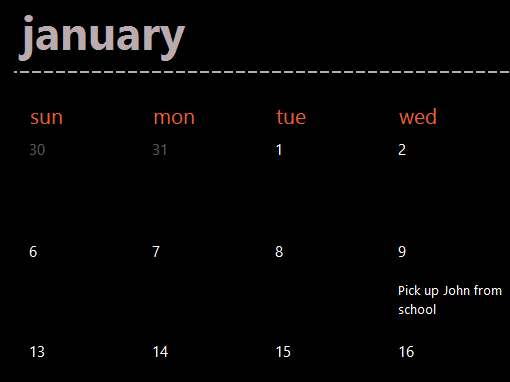 january
sun mon tue wed
30 31 1 2
6 7 8 9
Pick up John from
school
13 14 15 16